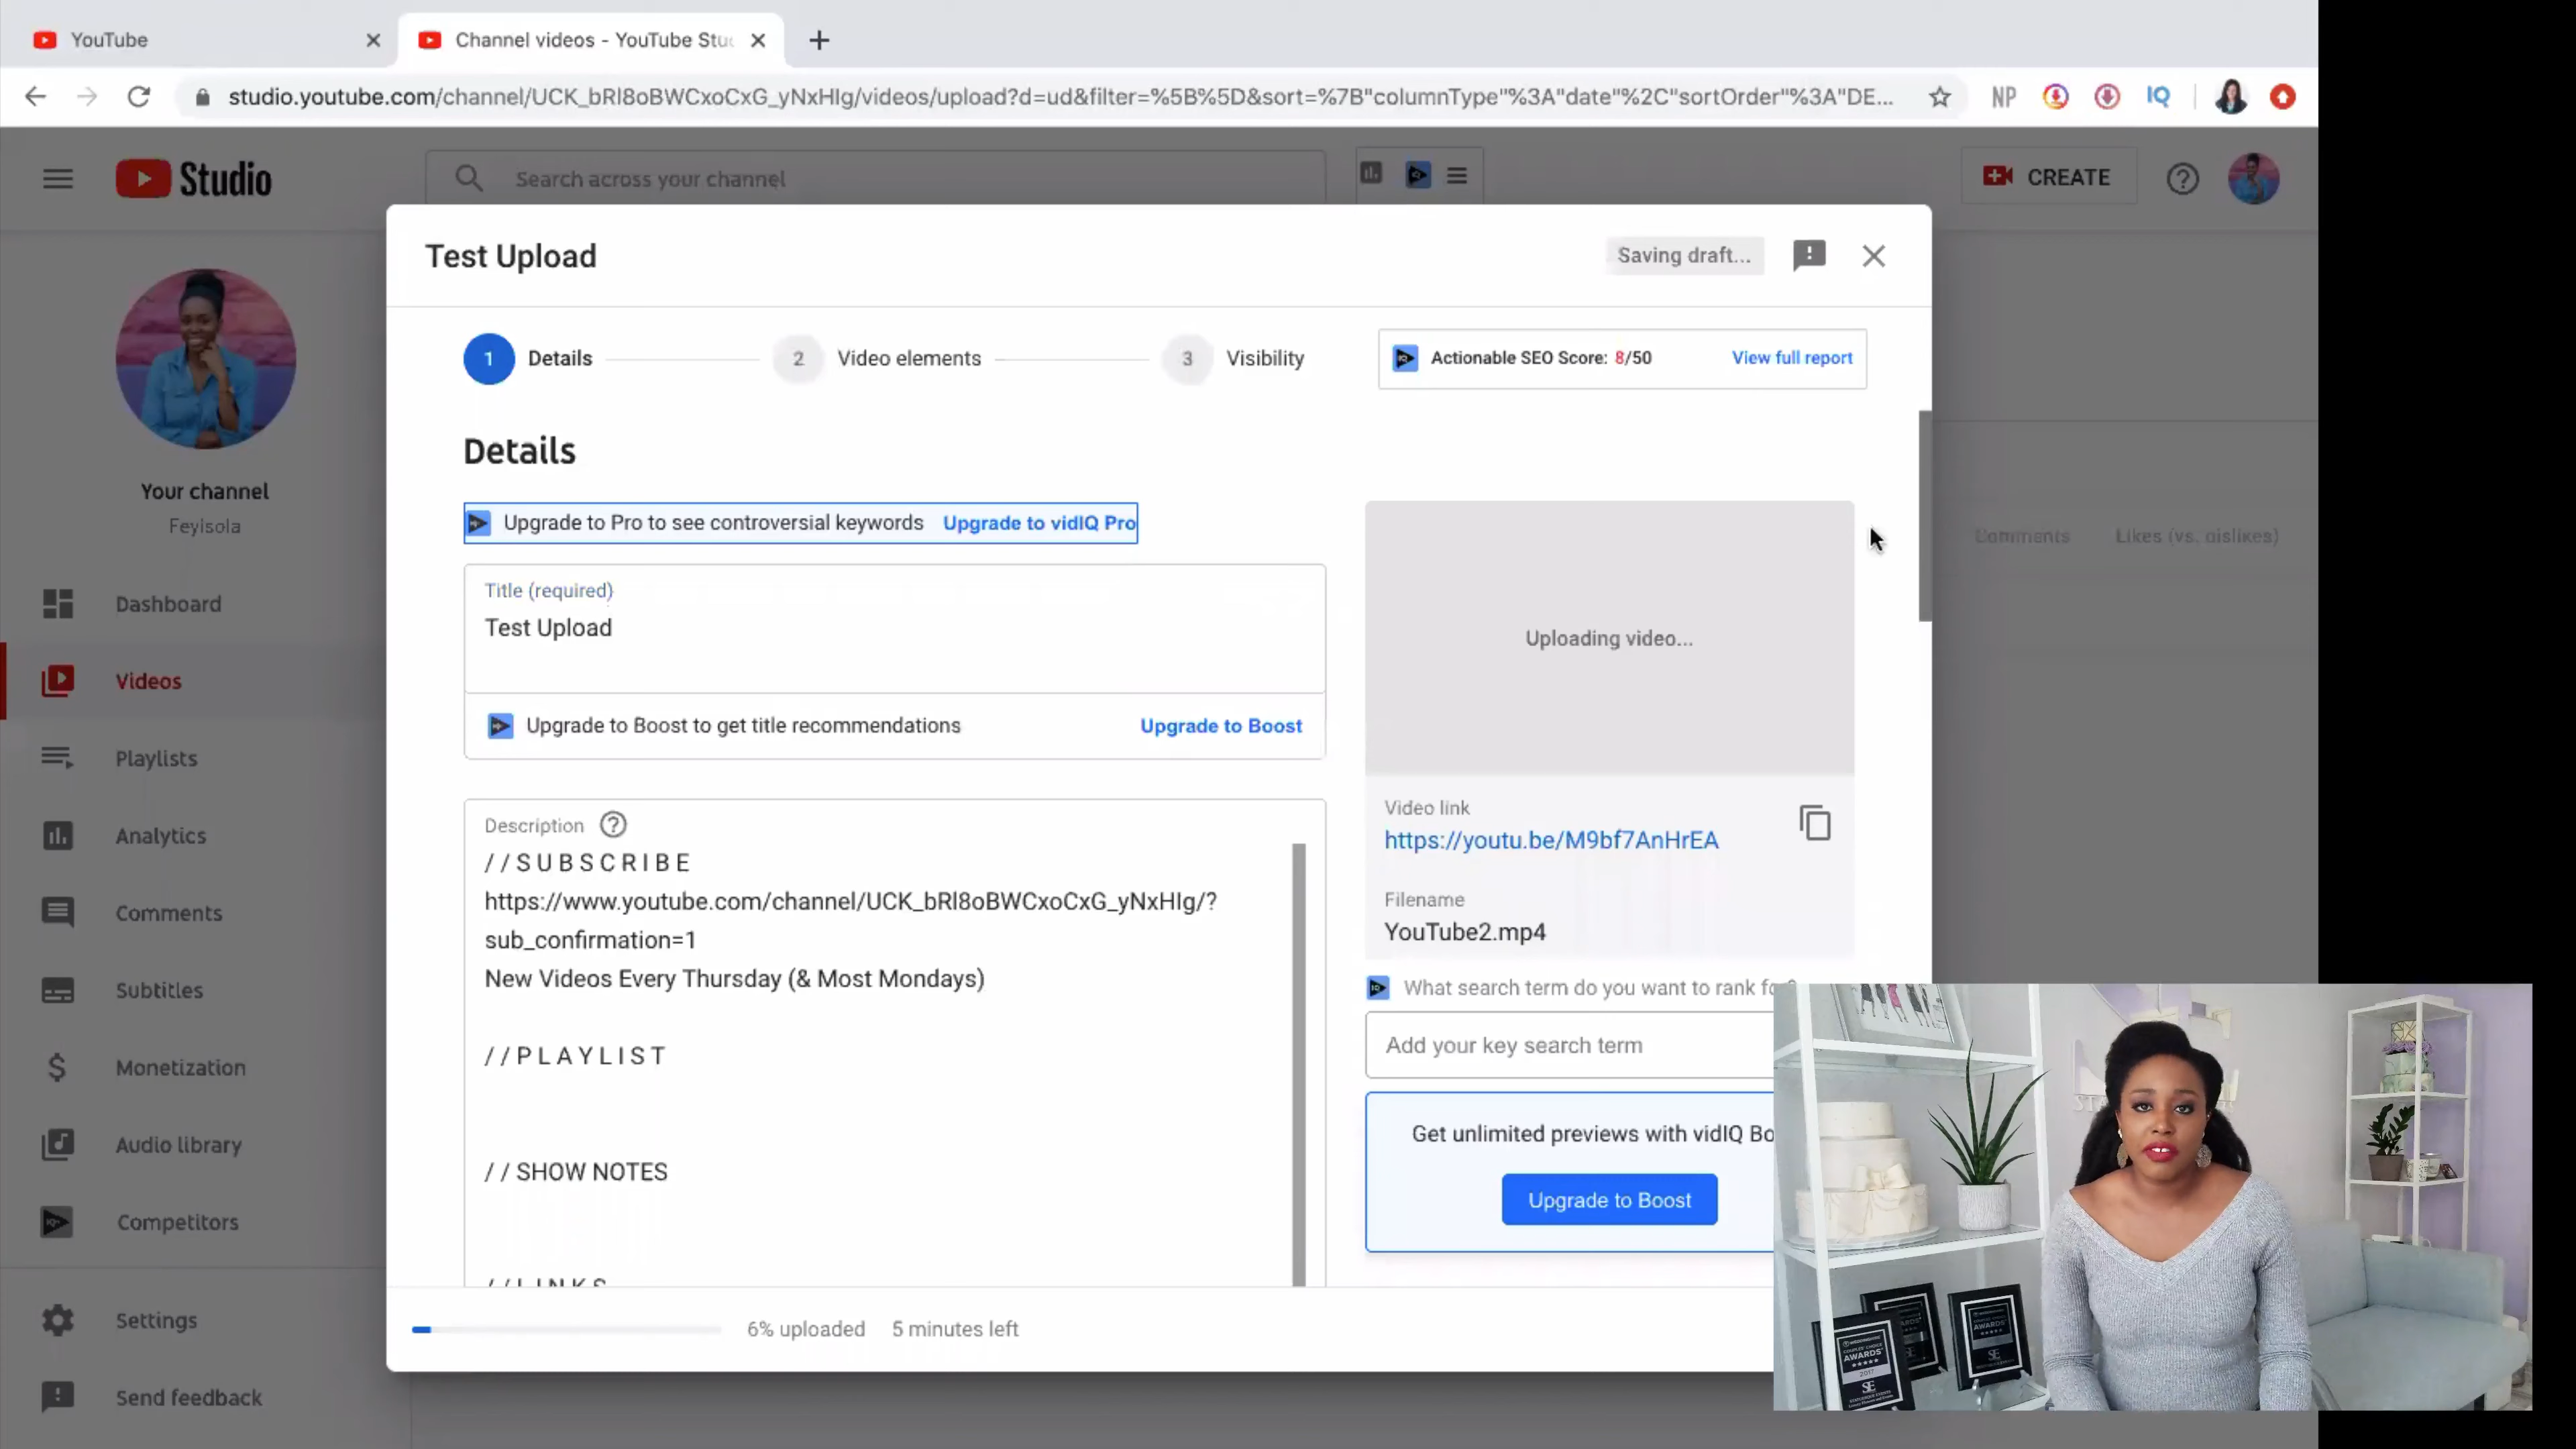 YouTube
Channel videos - YouTube Stu
studio.youtube.com/channel/UCK_bRl8oBWCxoCxG_yNxHIg/videos/upload?d=ud&filter=%5B%5D&sort=%7B"columnType"%3A"date"%2C"sortOrder"%3A"DE...
NP
IQ
Studio
Search across your channel
CREATE
Test Upload
Saving draft...
1 Details
2 Video elements
3 Visibility
Actionable SEO Score: 8/50
View full report
Your channel
Feyisola
Dashboard
Videos
Playlists
Analytics
Comments
Subtitles
Monetization
Audio library
Competitors
Settings
Send feedback
Details
Upgrade to Pro to see controversial keywords Upgrade to vidIQ Pro
Title (required)
Test Upload
Upgrade to Boost to get title recommendations Upgrade to Boost
Description
//SUBSCRIBE
https://www.youtube.com/channel/UCK_bRl8oBWCxoCxG_yNxHIg/?
sub_confirmation=1
New Videos Every Thursday (& Most Mondays)
//PLAYLIST
// SHOW NOTES
//LINKS
6% uploaded 5 minutes left
Uploading video...
Video link
https://youtu.be/M9bf7AnHrEA
Filename
YouTube2.mp4
What search term do you want to rank fo
Add your key search term
Get unlimited previews with vidIQ Bo
Upgrade to Boost
Comments
Likes (vs. dislikes)
AWARDS
2017
SE
AWARDS
SE